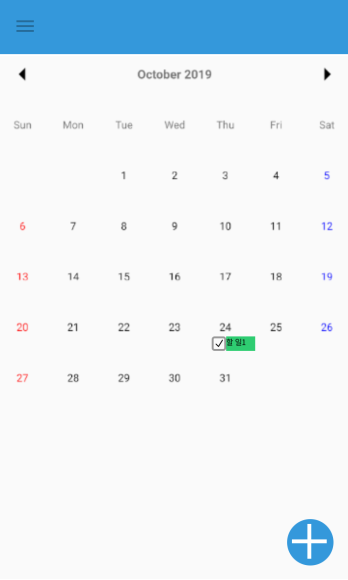 October 2019
Sun Mon Tue Wed Thu Fri Sat
1 2 3 4 5
6 7 8 9 10 11 12
13 14 15 16 17 18 19
20 21 22 23 24 25 26
할 일1
27 28 29 30 31